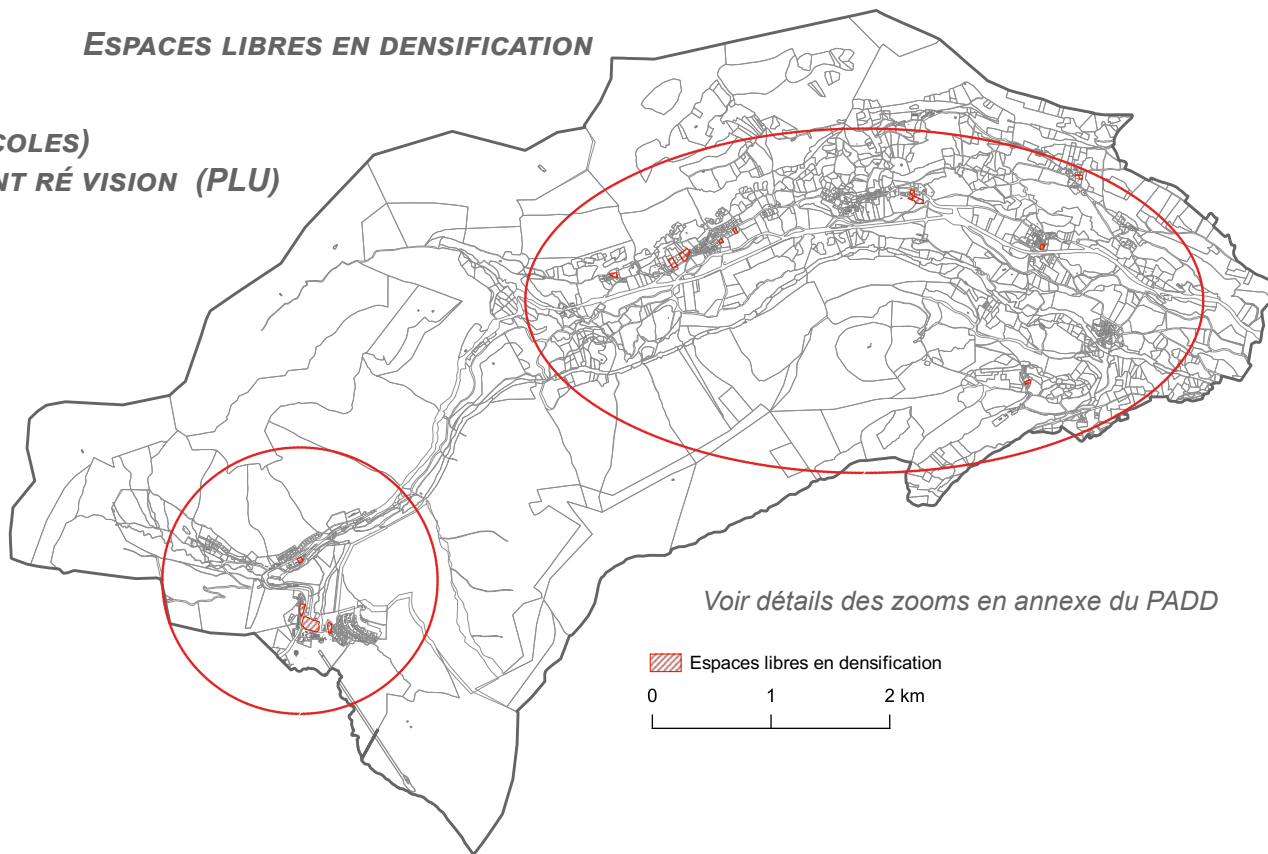 ESPACES LIBRES EN DENSIFICATION
COLES)
NT RÉ VISION (PLU)
Voir détails des zooms en annexe du PADD
Espaces libres en densification
0 1 2 km